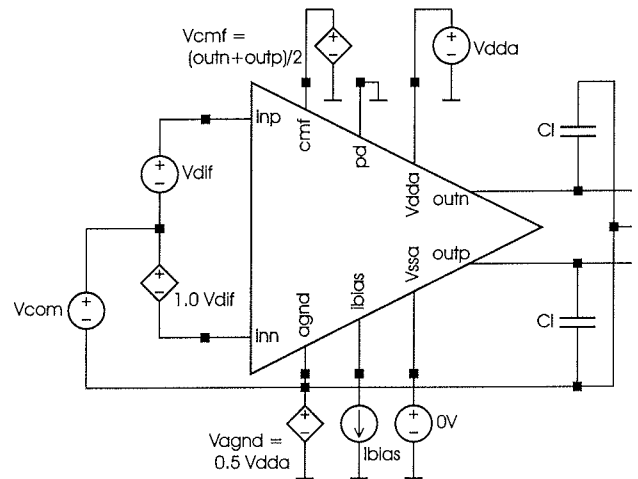 Vcmf =
(outn+outp)/2
Vdda
inp
cmf
pd
Vdda
outn
outp
Vssa
ibias
agnd
inn
Vdif
1.0 Vdif
Vcom
Cl
Cl
Vagnd =
0.5 Vdda
Ibias
0V